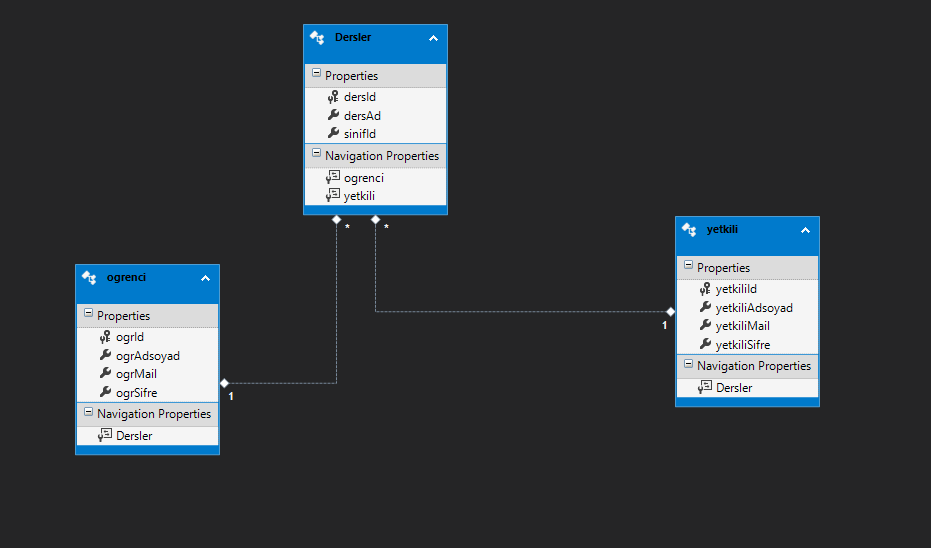 Dersler
Properties
dersId
dersAd
sinifId
Navigation Properties
ogrenci
yetkili
*
*
ogrenci
Properties
ogrId
ogrAdsoyad
ogrMail
ogrSifre
Navigation Properties
Dersler
1
yetkili
Properties
yetkiliId
yetkiliAdsoyad
yetkiliMail
yetkiliSifre
Navigation Properties
Dersler
1